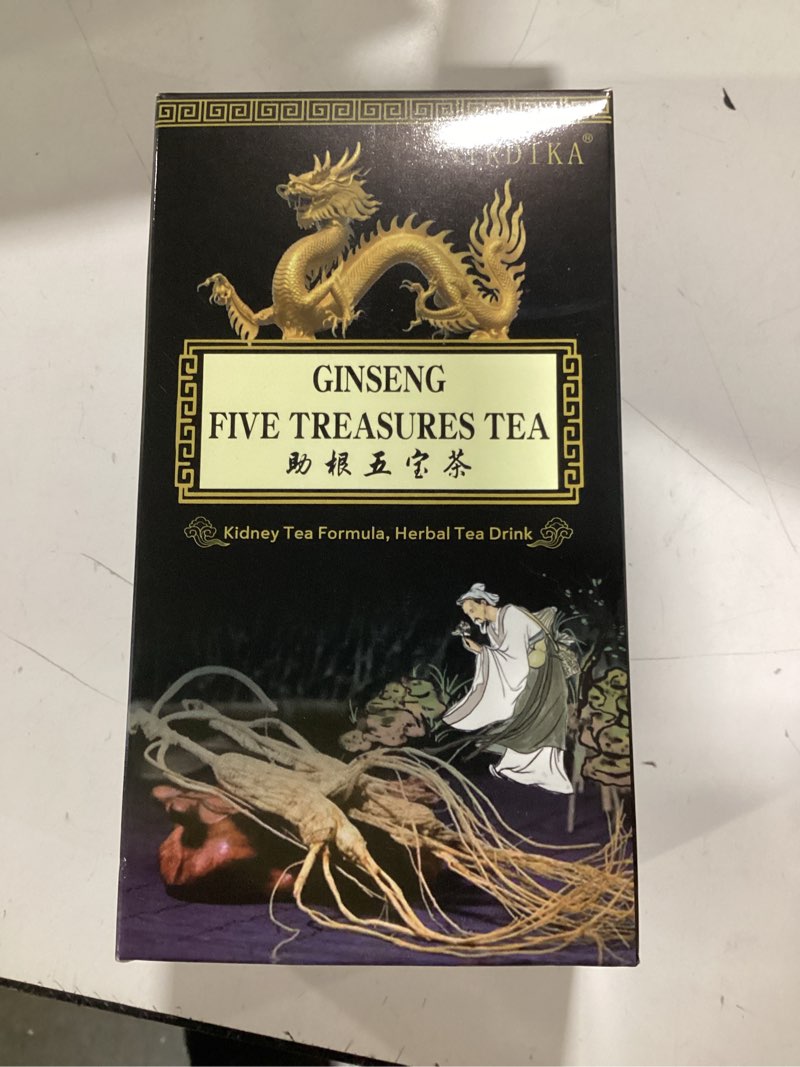 GINSENG
FIVE TREASURES TEA
助根五宝茶
Kidney Tea Formula, Herbal Tea Drink